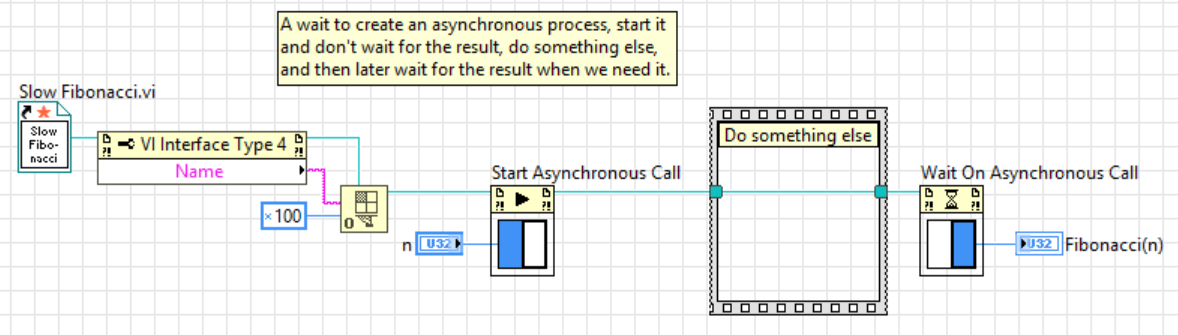 A wait to create an asynchronous process, start it
and don't wait for the result, do something else,
and then later wait for the result when we need it.
Slow Fibonacci.vi
Slow
Fibo-
nacci
VI Interface Type 4
Name
×100
0
Start Asynchronous Call
n
U32
Do something else
Wait On Asynchronous Call
U32
Fibonacci(n)